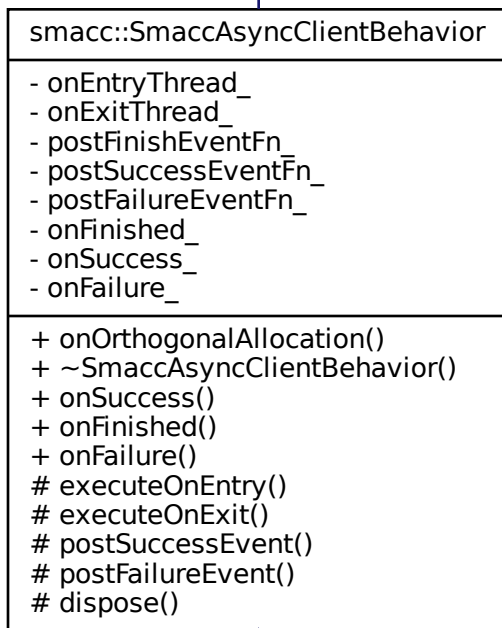 smacc::SmaccAsyncClientBehavior
- onEntryThread_
- onExitThread_
- postFinishEventFn_
- postSuccessEventFn_
- postFailureEventFn_
- onFinished_
- onSuccess_
- onFailure_
+ onOrthogonalAllocation()
+ ~SmaccAsyncClientBehavior()
+ onSuccess()
+ onFinished()
+ onFailure()
# executeOnEntry()
# executeOnExit()
# postSuccessEvent()
# postFailureEvent()
# dispose()